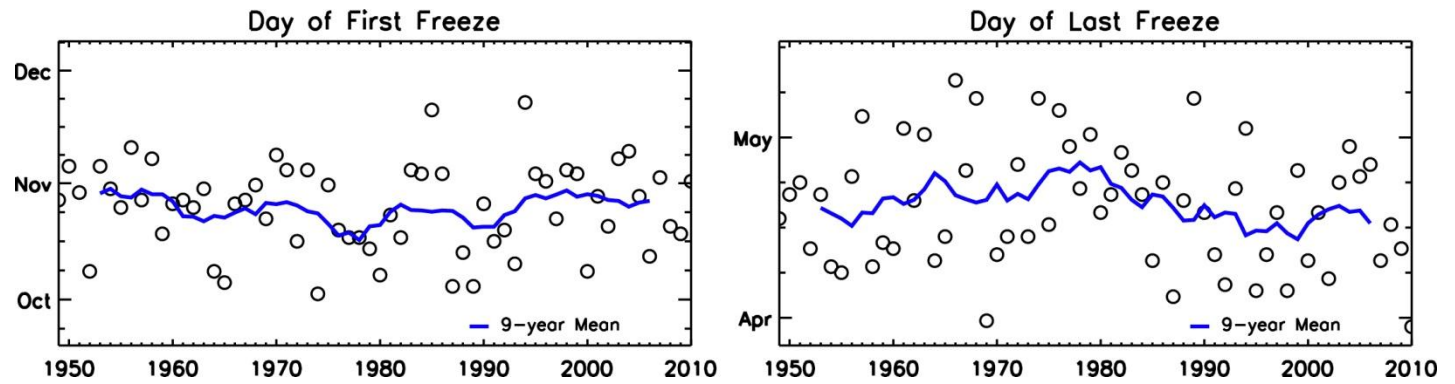 Day of First Freeze
Dec
Nov
Oct
9-year Mean
1950 1960 1970 1980 1990 2000 2010
Day of Last Freeze
May
Apr
9-year Mean
1950 1960 1970 1980 1990 2000 2010